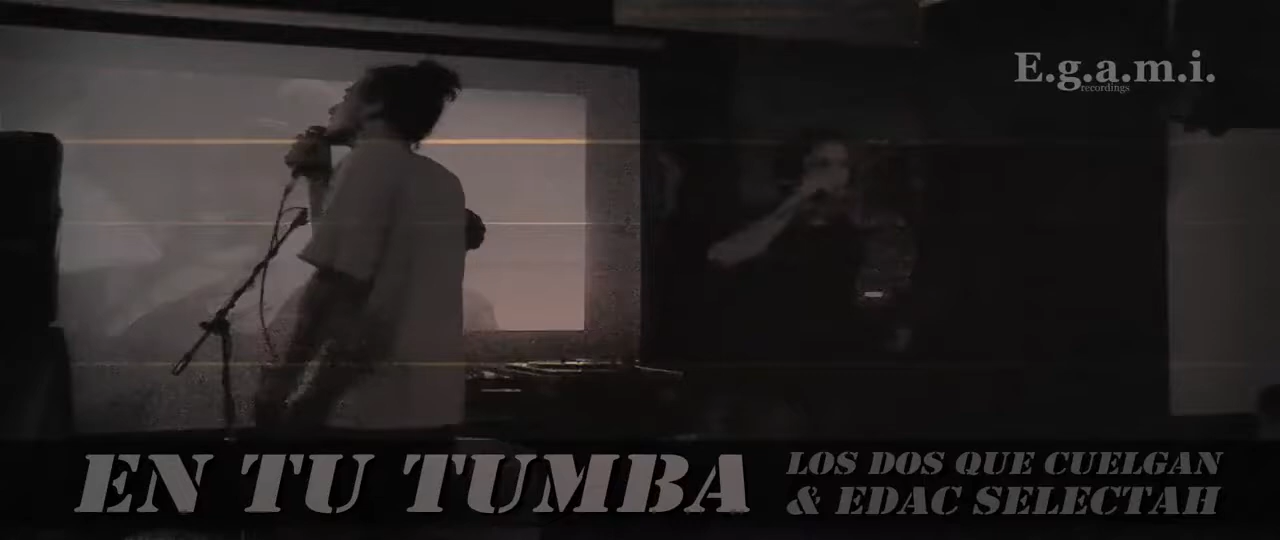 E.g.a.m.i.
recordings
EN TU TUMBA
LOS DOS QUE CUELGAN
& EDAC SELECTAH